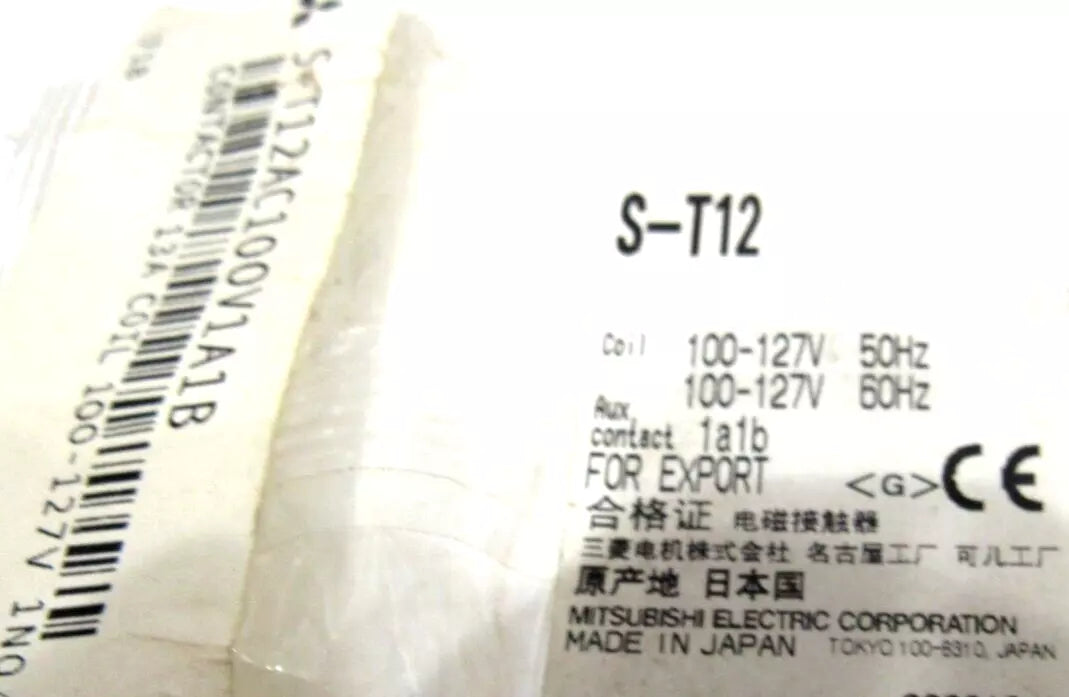 S-T12AC100V1A1B
CONTACTOR 13A COIL 100~127V 1NO
S-T12
Coil 100-127V 50Hz
100-127V 60Hz
Aux.
contact 1a1b
FOR EXPORT <G> CE
合格证 电磁接触器
三菱电机株式会社 名古屋工厂 可儿工厂
原产地 日本国
MITSUBISHI ELECTRIC CORPORATION
MADE IN JAPAN TOKYO 100-8310, JAPAN